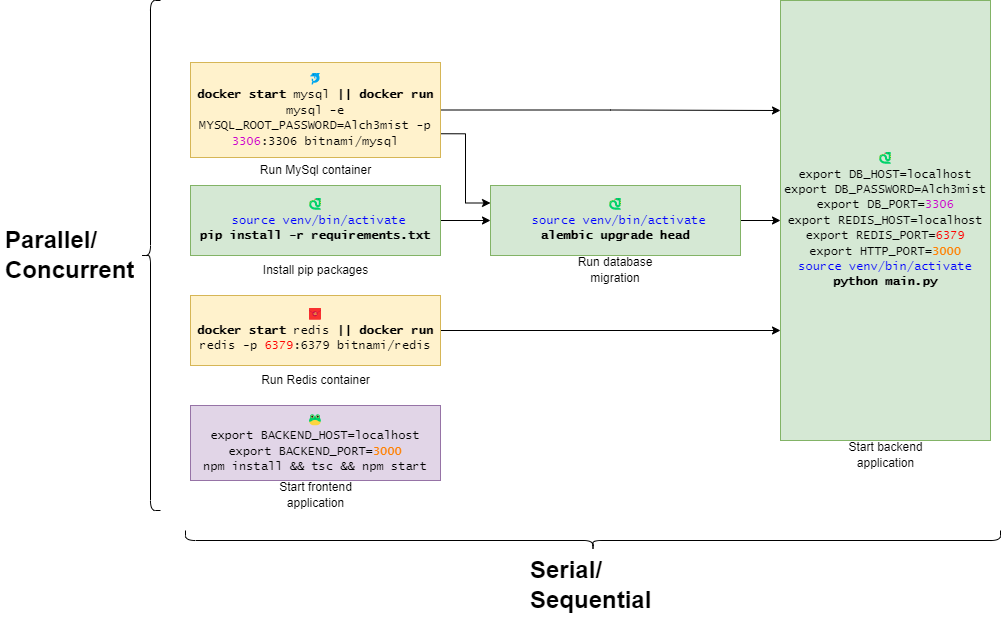 Parallel/
Concurrent
docker start mysql || docker run
mysql -e
MYSQL_ROOT_PASSWORD=Alch3mist -p
3306:3306 bitnami/mysql
Run MySql container
source venv/bin/activate
pip install -r requirements.txt
Install pip packages
docker start redis || docker run
redis -p 6379:6379 bitnami/redis
Run Redis container
export BACKEND_HOST=localhost
export BACKEND_PORT=3000
npm install && tsc && npm start
Start frontend
application
source venv/bin/activate
alembic upgrade head
Run database
migration
export DB_HOST=localhost
export DB_PASSWORD=Alch3mist
export DB_PORT=3306
export REDIS_HOST=localhost
export REDIS_PORT=6379
export HTTP_PORT=3000
source venv/bin/activate
python main.py
Start backend
application
Serial/
Sequential